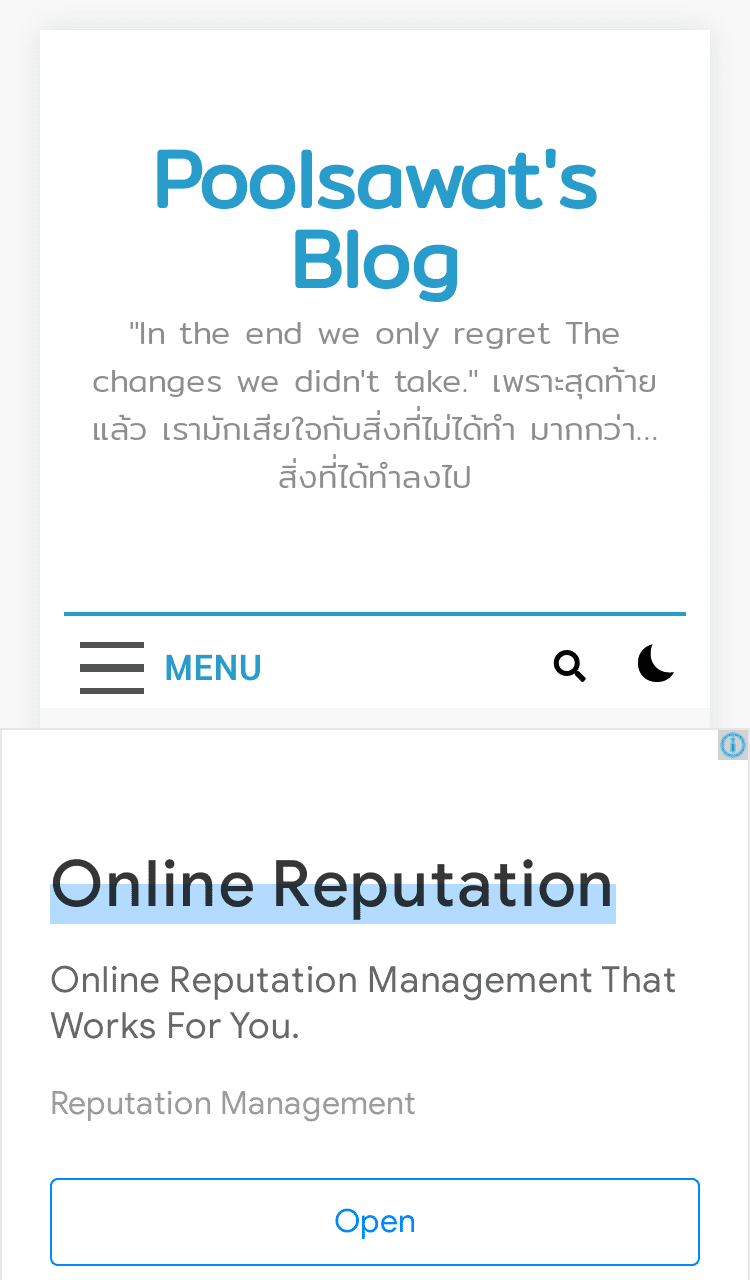 Poolsawat's
Blog
"In the end we only regret The
changes we didn't take." เพราะสุดท้าย
แล้ว เรามักเสียใจกับสิ่งที่ไม่ได้ทำ มากกว่า...
สิ่งที่ได้ทำลงไป
MENU
Online Reputation
Online Reputation Management That
Works For You.
Reputation Management
Open